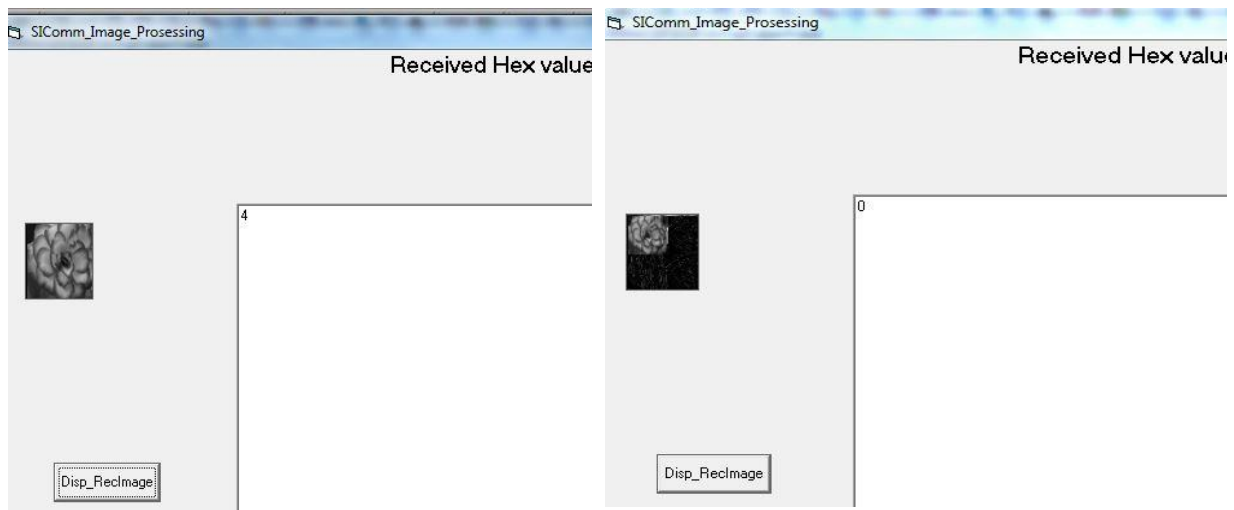 SIComm_Image_Prosessing
Received Hex value
4
Disp_RecImage
SIComm_Image_Prosessing
Received Hex valu
0
Disp_RecImage